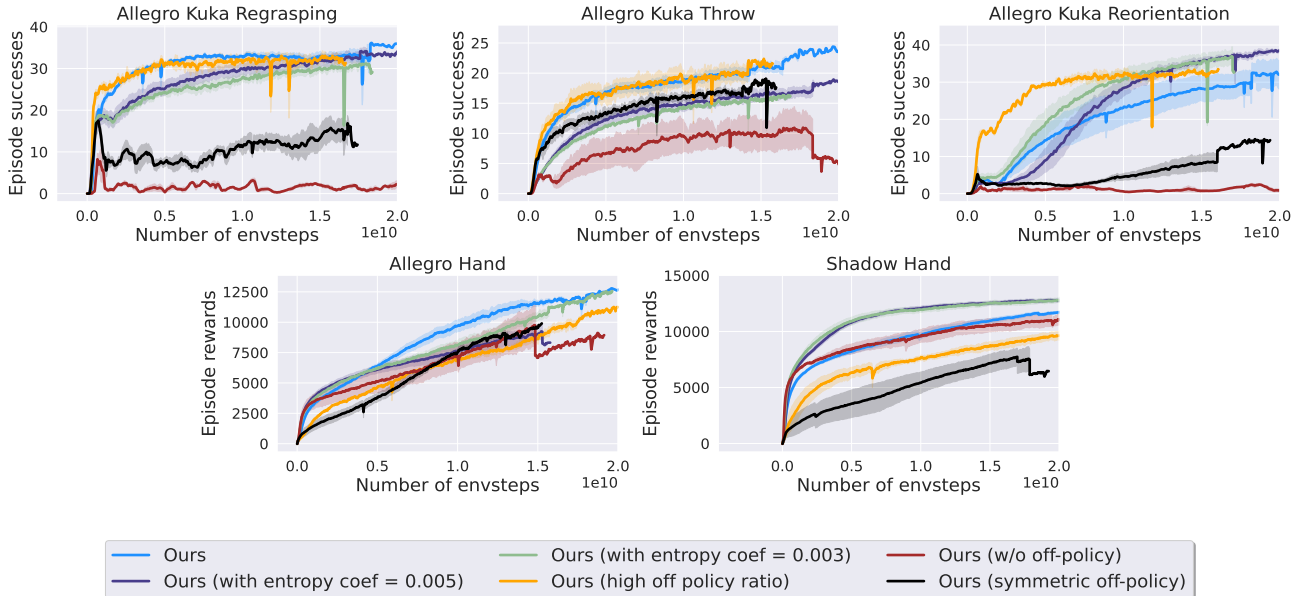 Allegro Kuka Regrasping
Allegro Kuka Throw
Allegro Kuka Reorientation
Episode successes
40
30
20
10
0
0.0 0.5 1.0 1.5 2.0
1e10
Number of envsteps
Episode successes
25
20
15
10
5
0
0.0 0.5 1.0 1.5 2.0
1e10
Number of envsteps
Episode successes
40
30
20
10
0
0.0 0.5 1.0 1.5 2.0
1e10
Number of envsteps
Allegro Hand
Shadow Hand
Episode rewards
12500
10000
7500
5000
2500
0
0.0 0.5 1.0 1.5 2.0
1e10
Number of envsteps
Episode rewards
15000
10000
5000
0
0.0 0.5 1.0 1.5 2.0
1e10
Number of envsteps
Ours
Ours (with entropy coef = 0.005)
Ours (with entropy coef = 0.003)
Ours (high off policy ratio)
Ours (w/o off-policy)
Ours (symmetric off-policy)